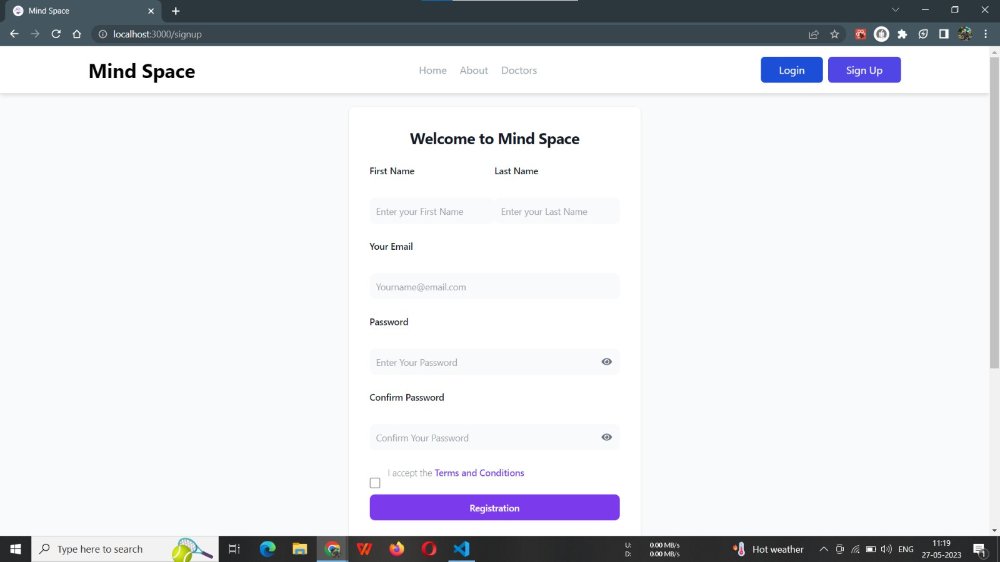 Mind Space
localhost:3000/signup
Mind Space
Home About Doctors
Login Sign Up
Welcome to Mind Space
First Name Last Name
Enter your First Name Enter your Last Name
Your Email
Yourname@email.com
Password
Enter Your Password
Confirm Password
Confirm Your Password
I accept the Terms and Conditions
Registration
Type here to search
U: 0.00 MB/s
D: 0.00 MB/s
Hot weather
ENG
11:19
27-05-2023
1